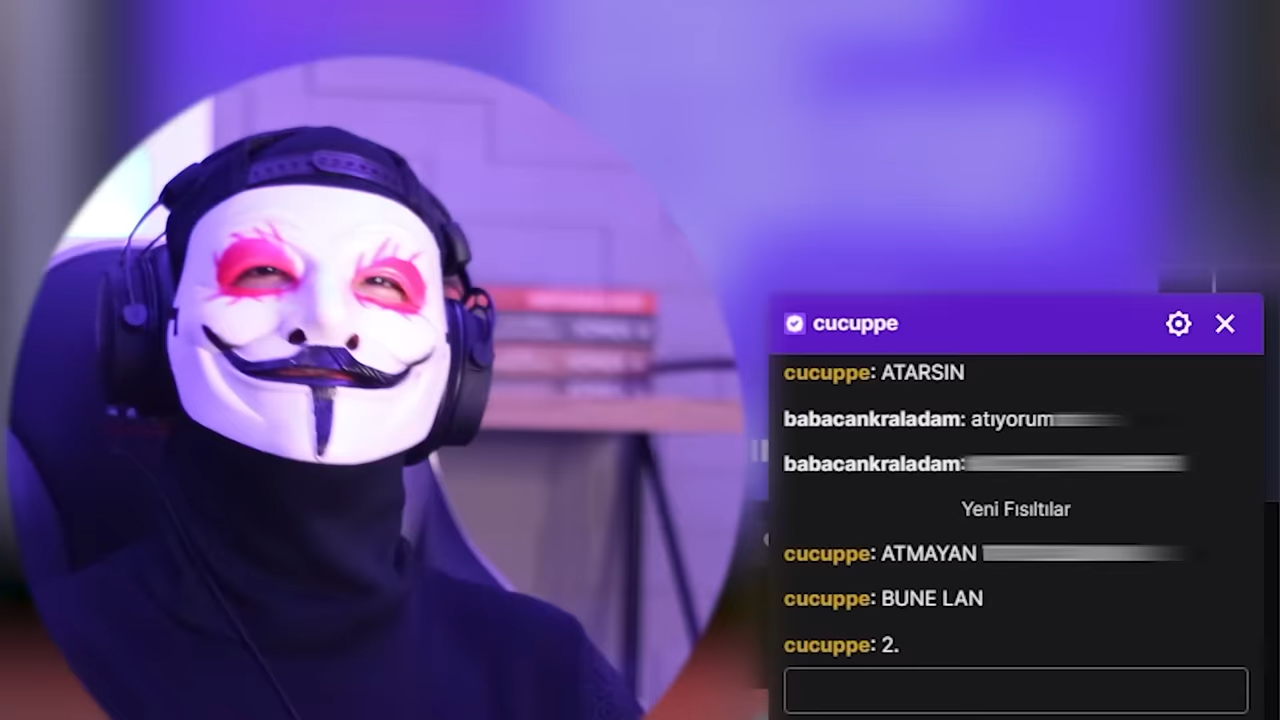 cucuppe
cucuppe: ATARSIN
babacankraladam: atıyorum
babacankraladam:
Yeni Fısıltılar
cucuppe: ATMAYAN
cucuppe: BUNE LAN
cucuppe: 2.